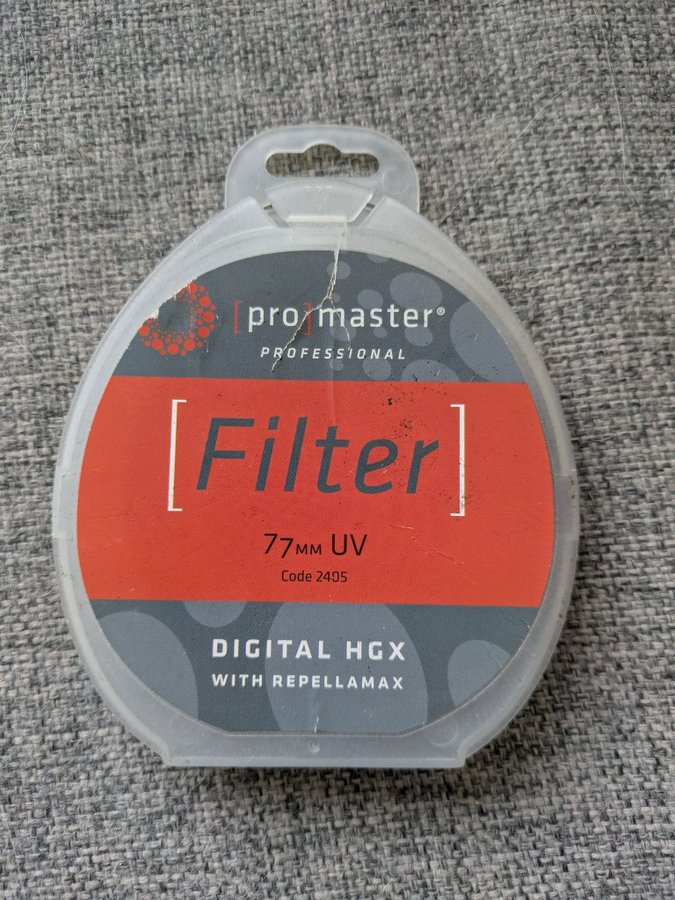 [pro]master®
PROFESSIONAL
[Filter]
77MM UV
Code 2405
DIGITAL HGX
WITH REPELLAMAX